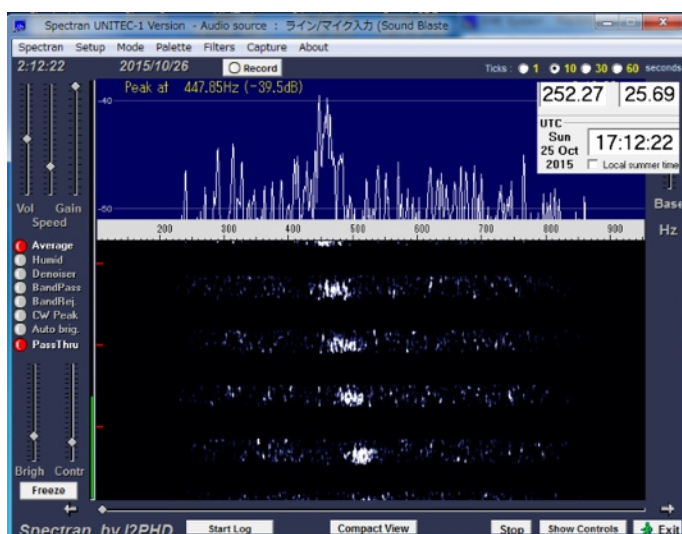 Spectran UNITEC-1 Version - Audio source : ライン/マイク入力 (Sound Blaste
Spectran Setup Mode Palette Filters Capture About
2:12:22 2015/10/26 Record Ticks : 1 10 30 60 seconds
Peak at 447.85Hz (-39.5dB)
-40
252.27 25.69
UTC
Sun
25 Oct
2015
17:12:22
Local summer time
-50
Vol Gain
Speed
Base
200 300 400 500 600 700 800 900 Hz
Average
Humid
Denoiser
BandPass
BandRej.
CW Peak
Auto brig.
PassThru
Brigh Contr
Freeze
Spectran by I2PHD Start Log Compact View Stop Show Controls Exit